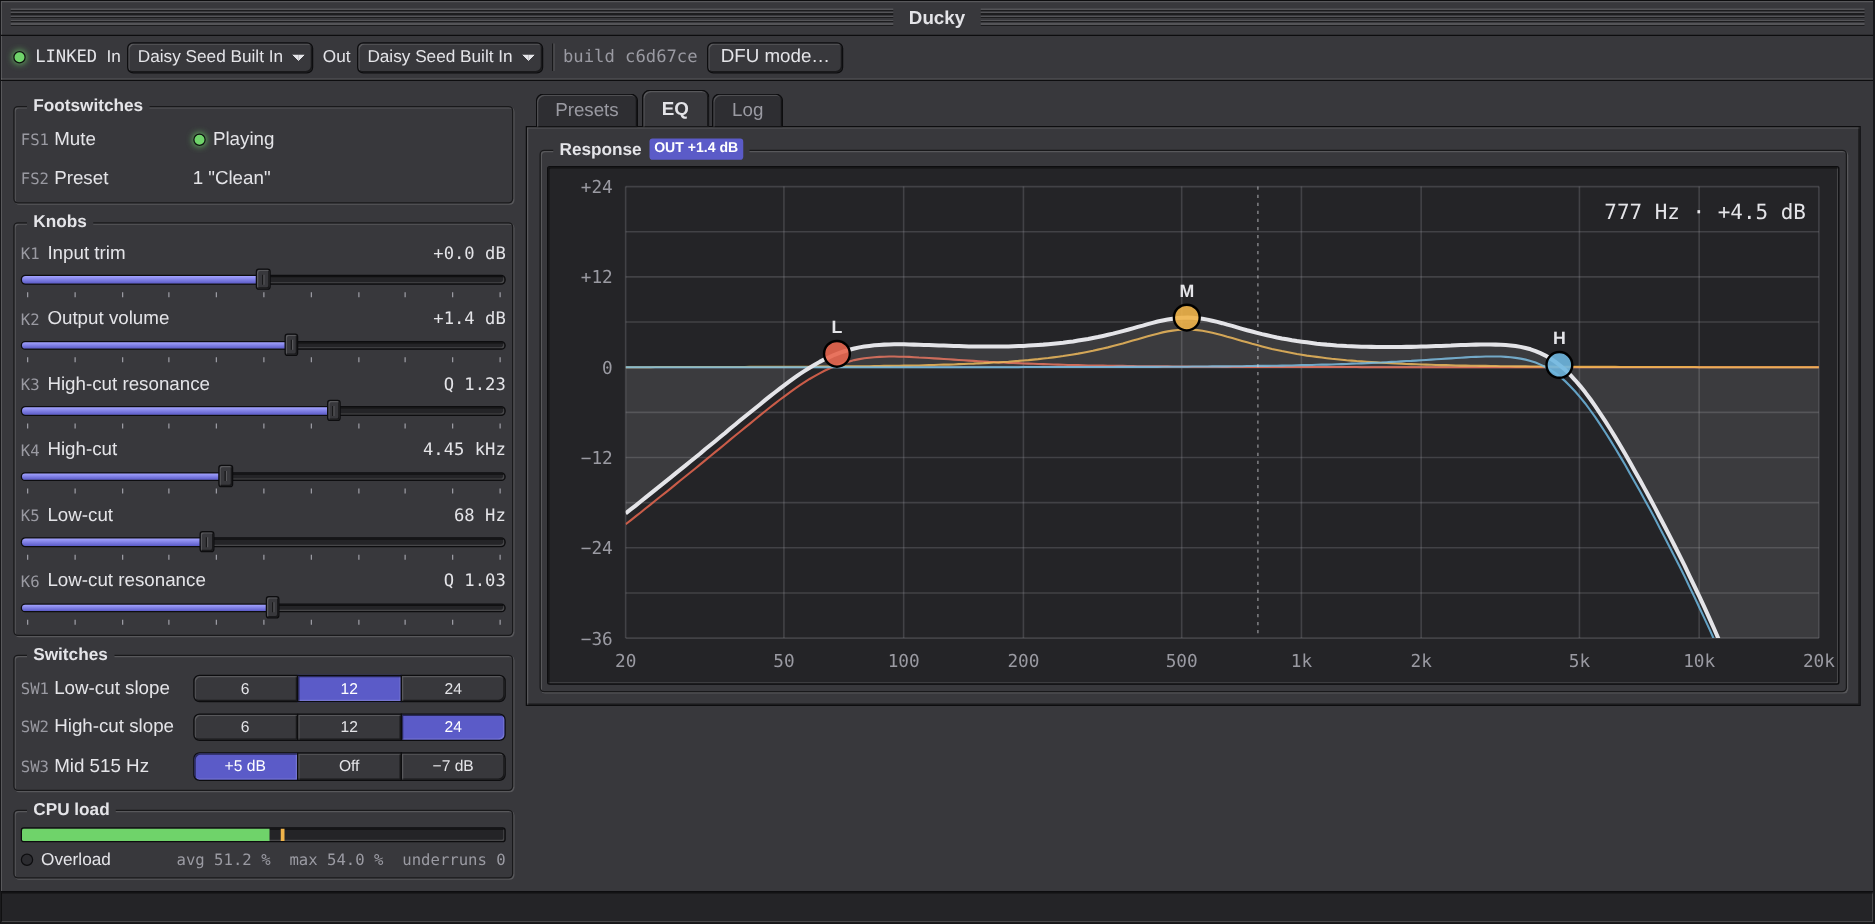 Ducky
LINKED In Daisy Seed Built In Out Daisy Seed Built In build c6d67ce DFU mode…
Footswitches
FS1 Mute Playing
FS2 Preset 1 "Clean"
Knobs
K1 Input trim +0.0 dB
K2 Output volume +1.4 dB
K3 High-cut resonance Q 1.23
K4 High-cut 4.45 kHz
K5 Low-cut 68 Hz
K6 Low-cut resonance Q 1.03
Switches
SW1 Low-cut slope 6 12 24
SW2 High-cut slope 6 12 24
SW3 Mid 515 Hz +5 dB Off −7 dB
CPU load
Overload avg 51.2 % max 54.0 % underruns 0
Presets EQ Log
Response OUT +1.4 dB
777 Hz · +4.5 dB
+24
+12
0
−12
−24
−36
L
M
H
20 50 100 200 500 1k 2k 5k 10k 20k